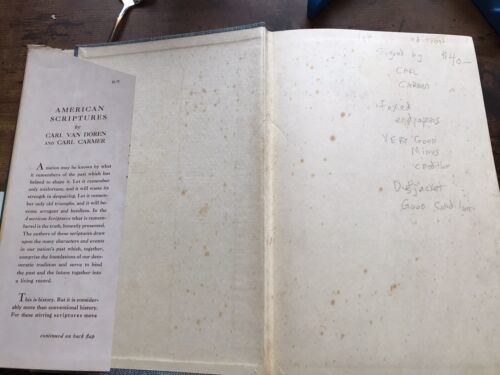 AMERICAN
SCRIPTURES
by
CARL VAN DOREN
AND CARL CARMER
A nation may be known by what
it remembers of the past which has
helped to shape it. Let it remember
only misfortune, and it will waste its
strength in despairing. Let it remem-
ber only old triumphs, and it will be-
come arrogant and heedless. In the
American Scriptures what is remem-
bered is the truth, honestly presented.
The authors of these scriptures draw
upon the many characters and events
in our nation's past which, together,
comprise the foundations of our dem-
ocratic tradition and serve to bind
the past and the future together into
a living record.
This is history. But it is consider-
ably more than conventional history.
For these stirring scriptures move
continued on back flap
Signed by $40—
CARL
CARMER
Foxed
endpapers
VERY Good
Minus
condition
Dustjacket
Good Condition